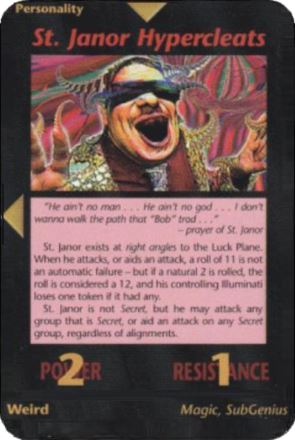 Personality
St. Janor Hypercleats
"He ain't no man . . . He ain't no god . . . I don't
wanna walk the path that "Bob" trod . . ."
– prayer of St. Janor
St. Janor exists at right angles to the Luck Plane.
When he attacks, or aids an attack, a roll of 11 is not
an automatic failure – but if a natural 2 is rolled, the
roll is considered a 12, and his controlling Illuminati
loses one token if it had any.
St. Janor is not Secret, but he may attack any
group that is Secret, or aid an attack on any Secret
group, regardless of alignments.
POWER 2 RESISTANCE 1
Weird Magic, SubGenius